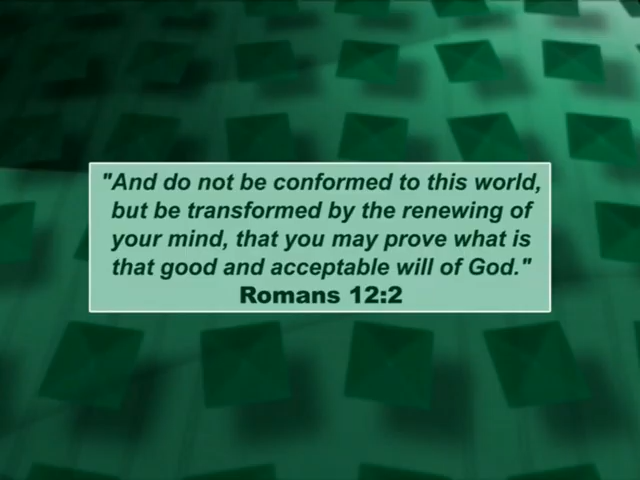 "And do not be conformed to this world,
but be transformed by the renewing of
your mind, that you may prove what is
that good and acceptable will of God."
Romans 12:2